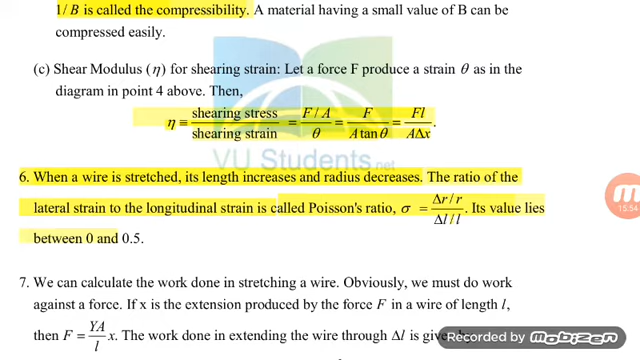 1/B is called the compressibility. A material having a small value of B can be
compressed easily.
(c) Shear Modulus (η) for shearing strain: Let a force F produce a strain θ as in the
diagram in point 4 above. Then,
η ≡ shearing stress / shearing strain = F / A / θ = F / A tan θ = Fl / AΔx.
VU Students.net
6. When a wire is stretched, its length increases and radius decreases. The ratio of the
lateral strain to the longitudinal strain is called Poisson's ratio, σ = Δr / r / Δl / l. Its value lies
between 0 and 0.5.
15:54
7. We can calculate the work done in stretching a wire. Obviously, we must do work
against a force. If x is the extension produced by the force F in a wire of length l,
then F = YA / l x. The work done in extending the wire through Δl is given
Recorded by mobizen